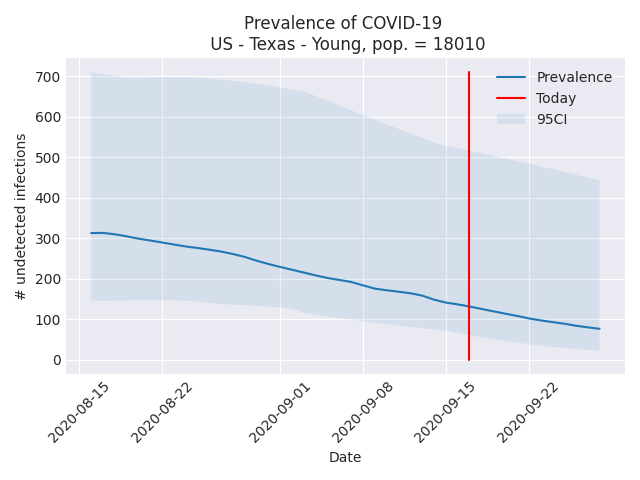 Prevalence of COVID-19
US - Texas - Young, pop. = 18010
# undetected infections
700
600
500
400
300
200
100
0
Prevalence
Today
95CI
2020-08-15
2020-08-22
2020-09-01
2020-09-08
2020-09-15
2020-09-22
Date